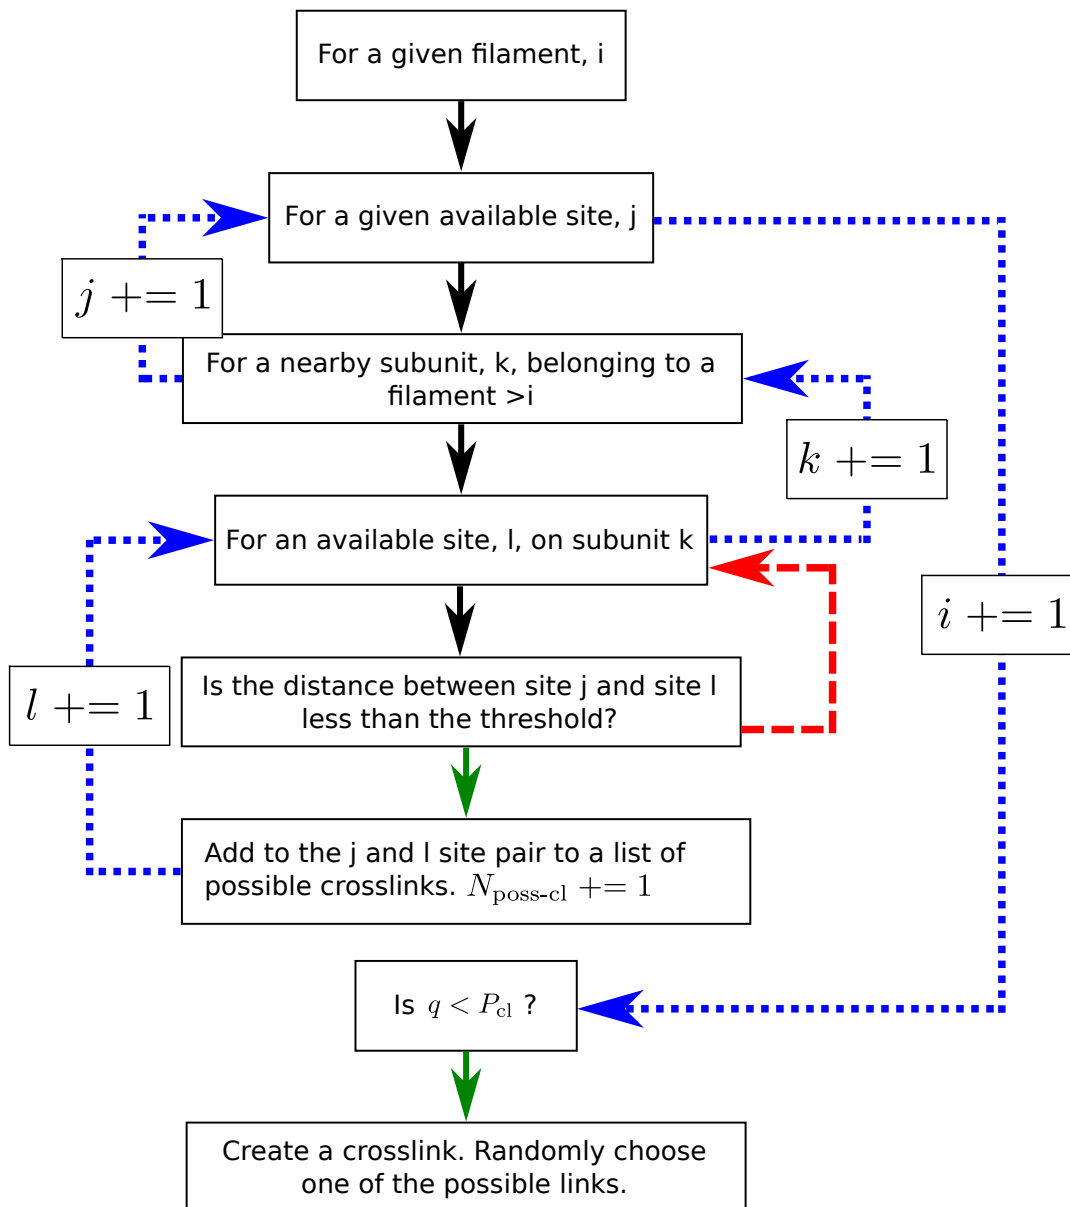 For a given filament, i
For a given available site, j
j += 1
For a nearby subunit, k, belonging to a
filament >i
k += 1
For an available site, l, on subunit k
i += 1
Is the distance between site j and site l
less than the threshold?
l += 1
Add to the j and l site pair to a list of
possible crosslinks. N_poss-cl += 1
Is q < P_cl ?
Create a crosslink. Randomly choose
one of the possible links.